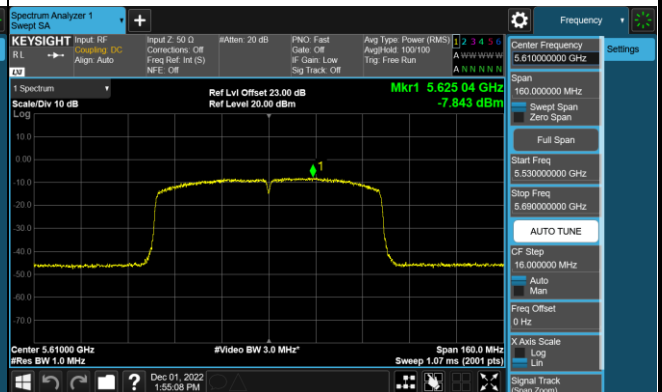 Spectrum Analyzer 1
Swept SA
Frequency
KEYSIGHT
RL
LXI
Input: RF
Coupling: DC
Align: Auto
Input Z: 50 Ω
Corrections: Off
Freq Ref: Int (S)
NFE: Off
#Atten: 20 dB
PNO: Fast
Gate: Off
IF Gain: Low
Sig Track: Off
Avg Type: Power (RMS)
Avg|Hold: 100/100
Trig: Free Run
1 2 3 4 5 6
A W W W W W
A N N N N N
1 Spectrum
Scale/Div 10 dB
Log
Ref Lvl Offset 23.00 dB
Ref Level 20.00 dBm
Mkr1 5.625 04 GHz
-7.843 dBm
10.0
0.00
-10.0
-20.0
-30.0
-40.0
-50.0
-60.0
-70.0
1
Center 5.61000 GHz
#Res BW 1.0 MHz
#Video BW 3.0 MHz*
Span 160.0 MHz
Sweep 1.07 ms (2001 pts)
Center Frequency
5.610000000 GHz
Span
160.000000 MHz
Swept Span
Zero Span
Full Span
Start Freq
5.530000000 GHz
Stop Freq
5.690000000 GHz
AUTO TUNE
CF Step
16.000000 MHz
Auto
Man
Freq Offset
0 Hz
X Axis Scale
Log
Lin
Signal Track
(Span Zoom)
Settings
?
Dec 01, 2022
1:55:08 PM